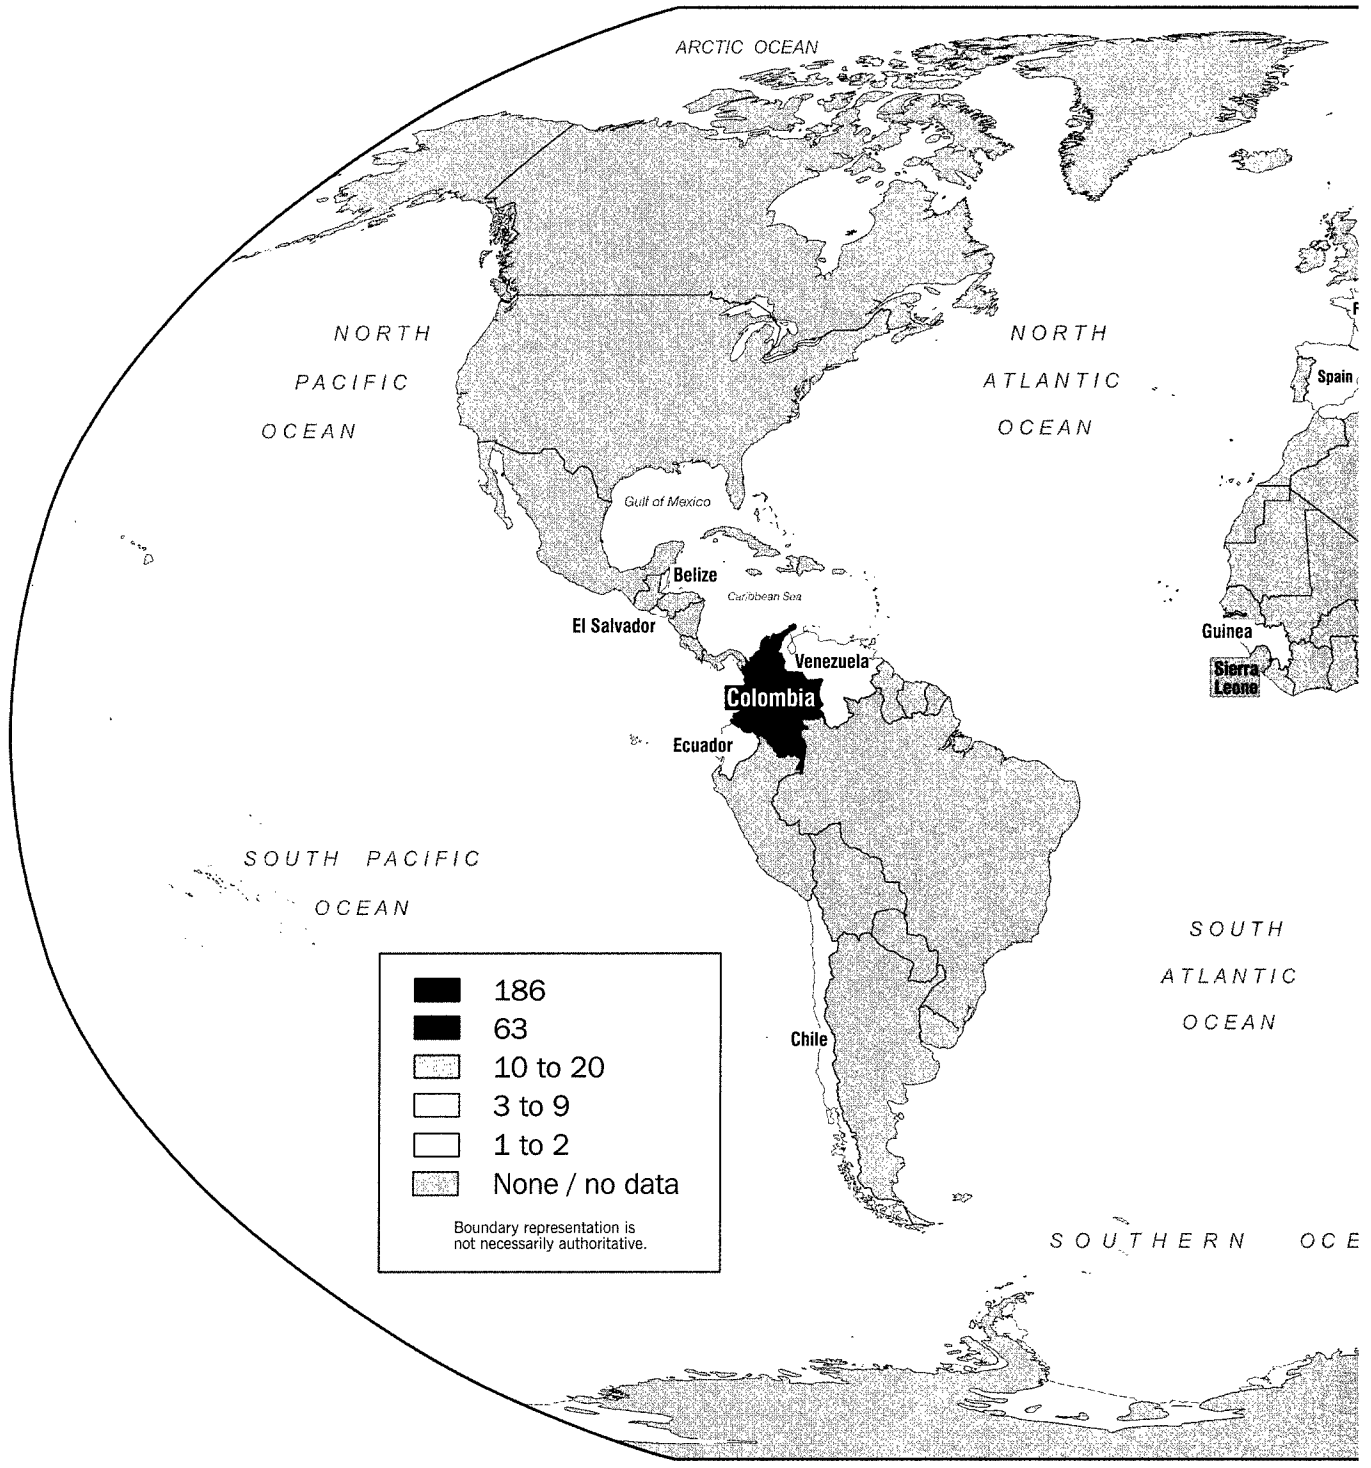 ARCTIC OCEAN
NORTH
PACIFIC
OCEAN
NORTH
ATLANTIC
OCEAN
Spain
Gulf of Mexico
Belize
Caribbean Sea
El Salvador
Guinea
Venezuela
Sierra
Leone
Colombia
Ecuador
SOUTH PACIFIC
OCEAN
SOUTH
ATLANTIC
OCEAN
Chile
186
63
10 to 20
3 to 9
1 to 2
None / no data
Boundary representation is
not necessarily authoritative.
SOUTHERN OCE